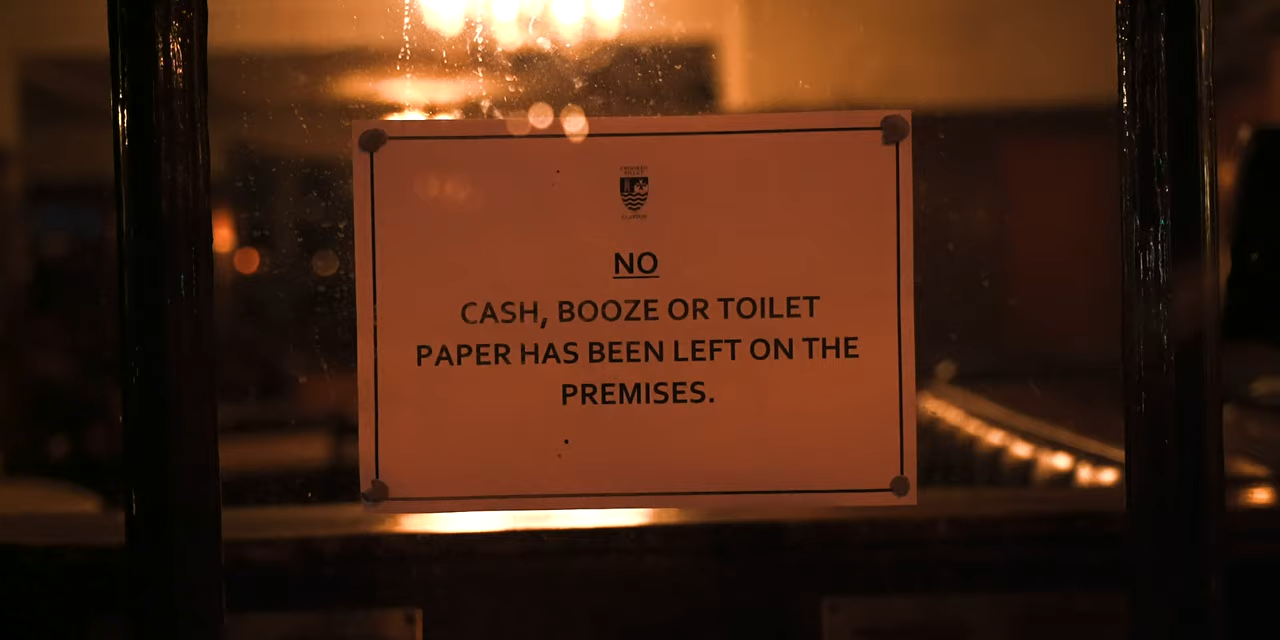 NO
CASH, BOOZE OR TOILET
PAPER HAS BEEN LEFT ON THE
PREMISES.